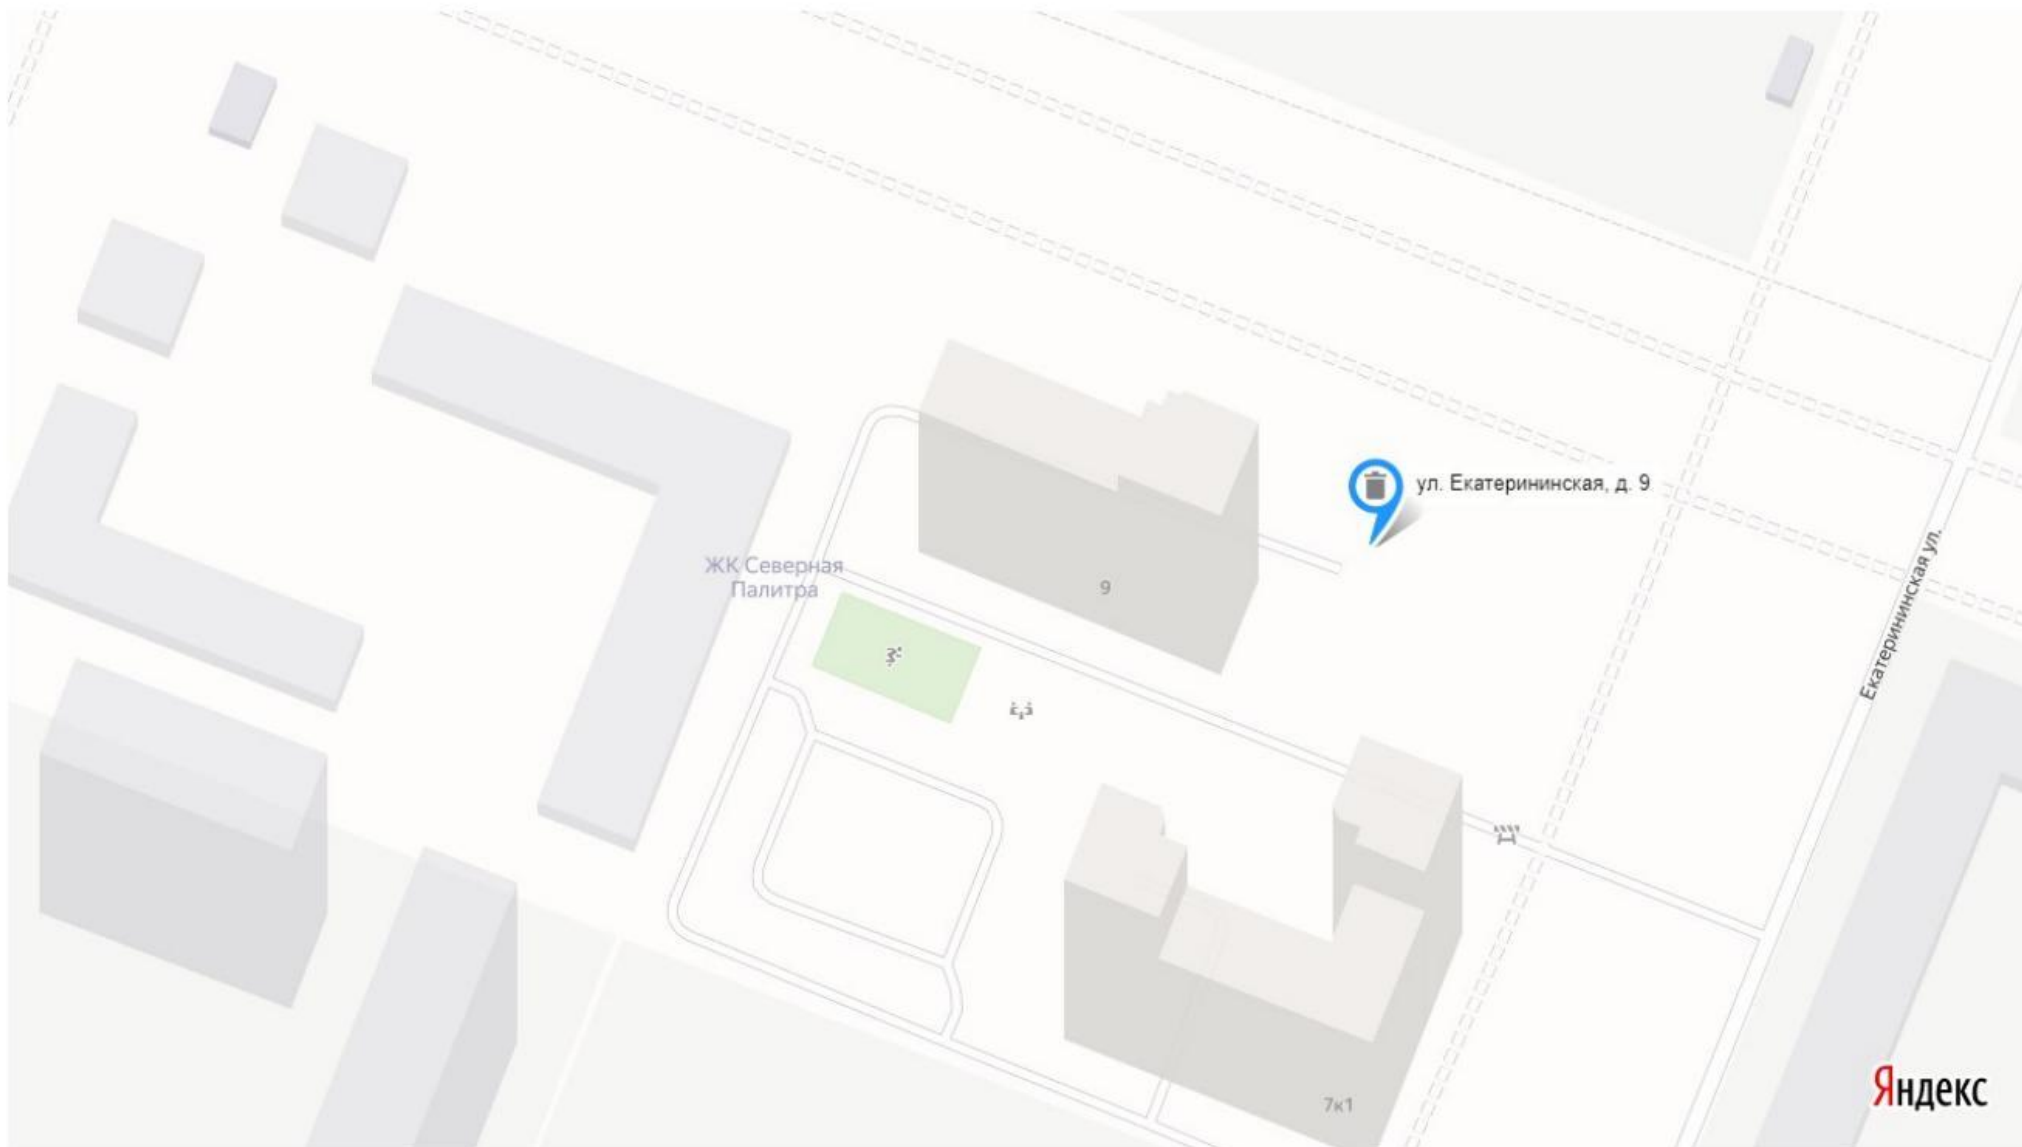 ул. Екатерининская, д. 9
Екатерининская ул.
ЖК Северная
Палитра
9
7к1
Яндекс